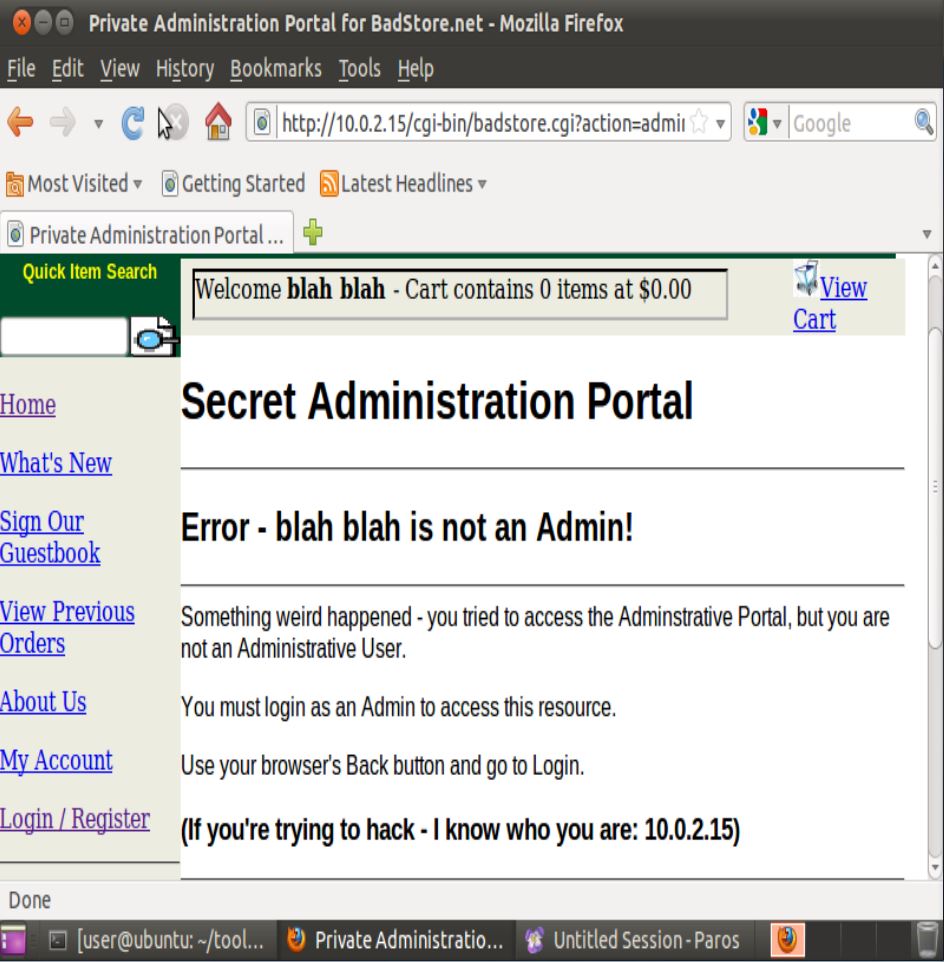 Private Administration Portal for BadStore.net - Mozilla Firefox
File Edit View History Bookmarks Tools Help
http://10.0.2.15/cgi-bin/badstore.cgi?action=admin
Google
Most Visited
Getting Started
Latest Headlines
Private Administration Portal ...
Quick Item Search
Welcome blah blah - Cart contains 0 items at $0.00
View
Cart
Home
What's New
Sign Our
Guestbook
View Previous
Orders
About Us
My Account
Login / Register
Secret Administration Portal
Error - blah blah is not an Admin!
Something weird happened - you tried to access the Adminstrative Portal, but you are
not an Administrative User.
You must login as an Admin to access this resource.
Use your browser's Back button and go to Login.
(If you're trying to hack - I know who you are: 10.0.2.15)
Done
[user@ubuntu: ~/tool...
Private Administratio...
Untitled Session - Paros